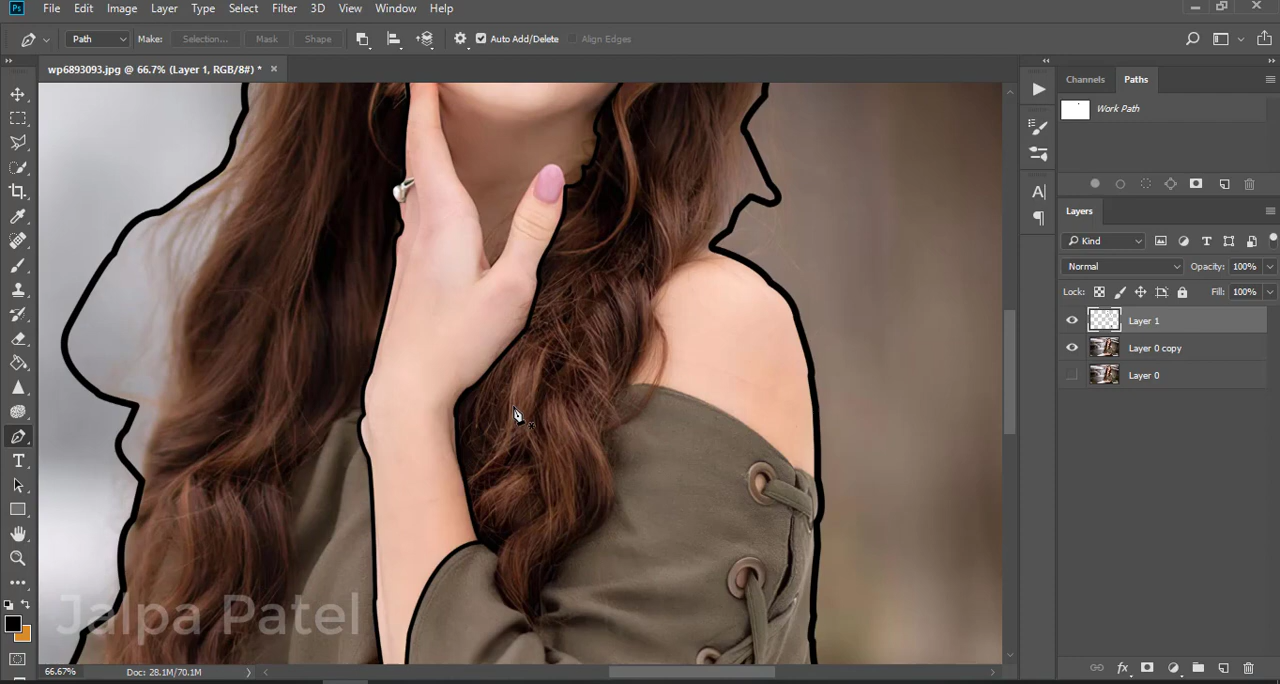 Ps File Edit Image Layer Type Select Filter 3D View Window Help
Path Make: Selection... Mask Shape Auto Add/Delete Align Edges
wp6893093.jpg @ 66.7% (Layer 1, RGB/8#) *
Channels Paths
Work Path
Layers
Kind
Normal Opacity: 100%
Lock: Fill: 100%
Layer 1
Layer 0 copy
Layer 0
Jalpa Patel
66.67% Doc: 28.1M/70.1M